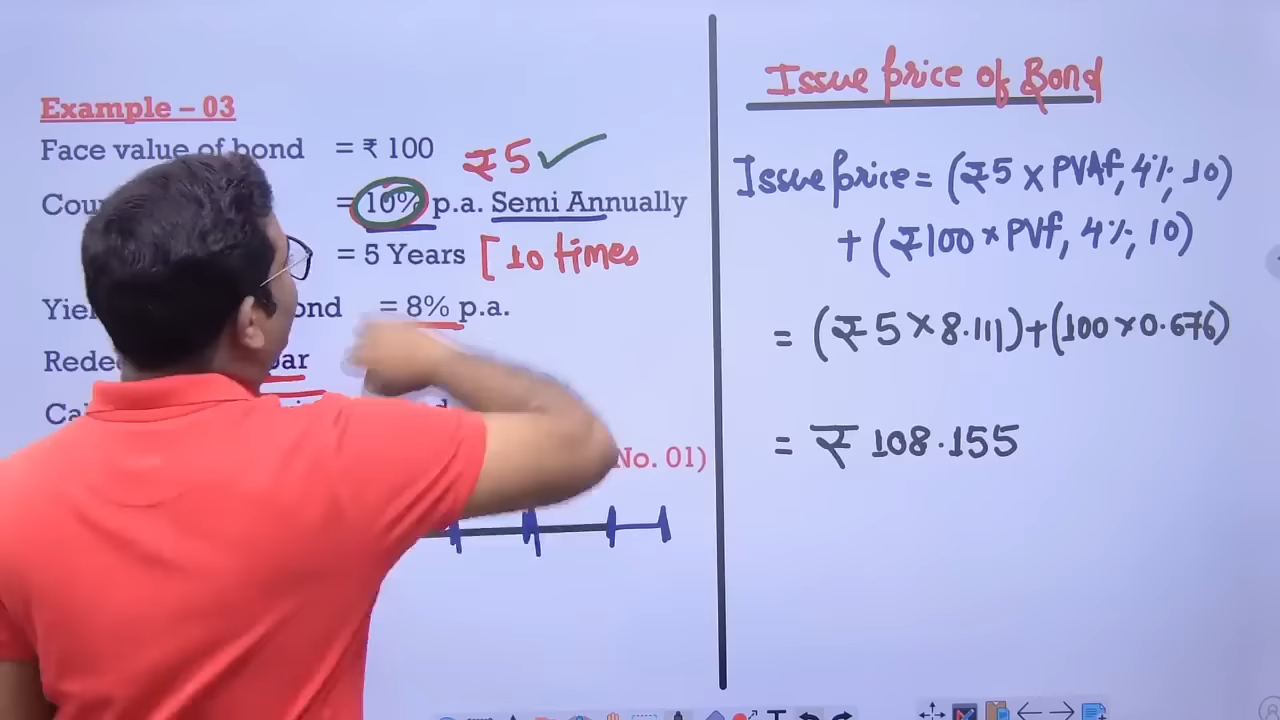 Example – 03
Face value of bond = ₹ 100 ₹5
= 10% p.a. Semi Annually
= 5 Years [10 times
= 8% p.a.
No. 01)
Issue price of Bond
Issue price = (₹5 × PVAf, 4%, 10)
+ (₹100 × PVf, 4%, 10)
= (₹5 × 8.111) + (100 × 0.676)
= ₹ 108.155